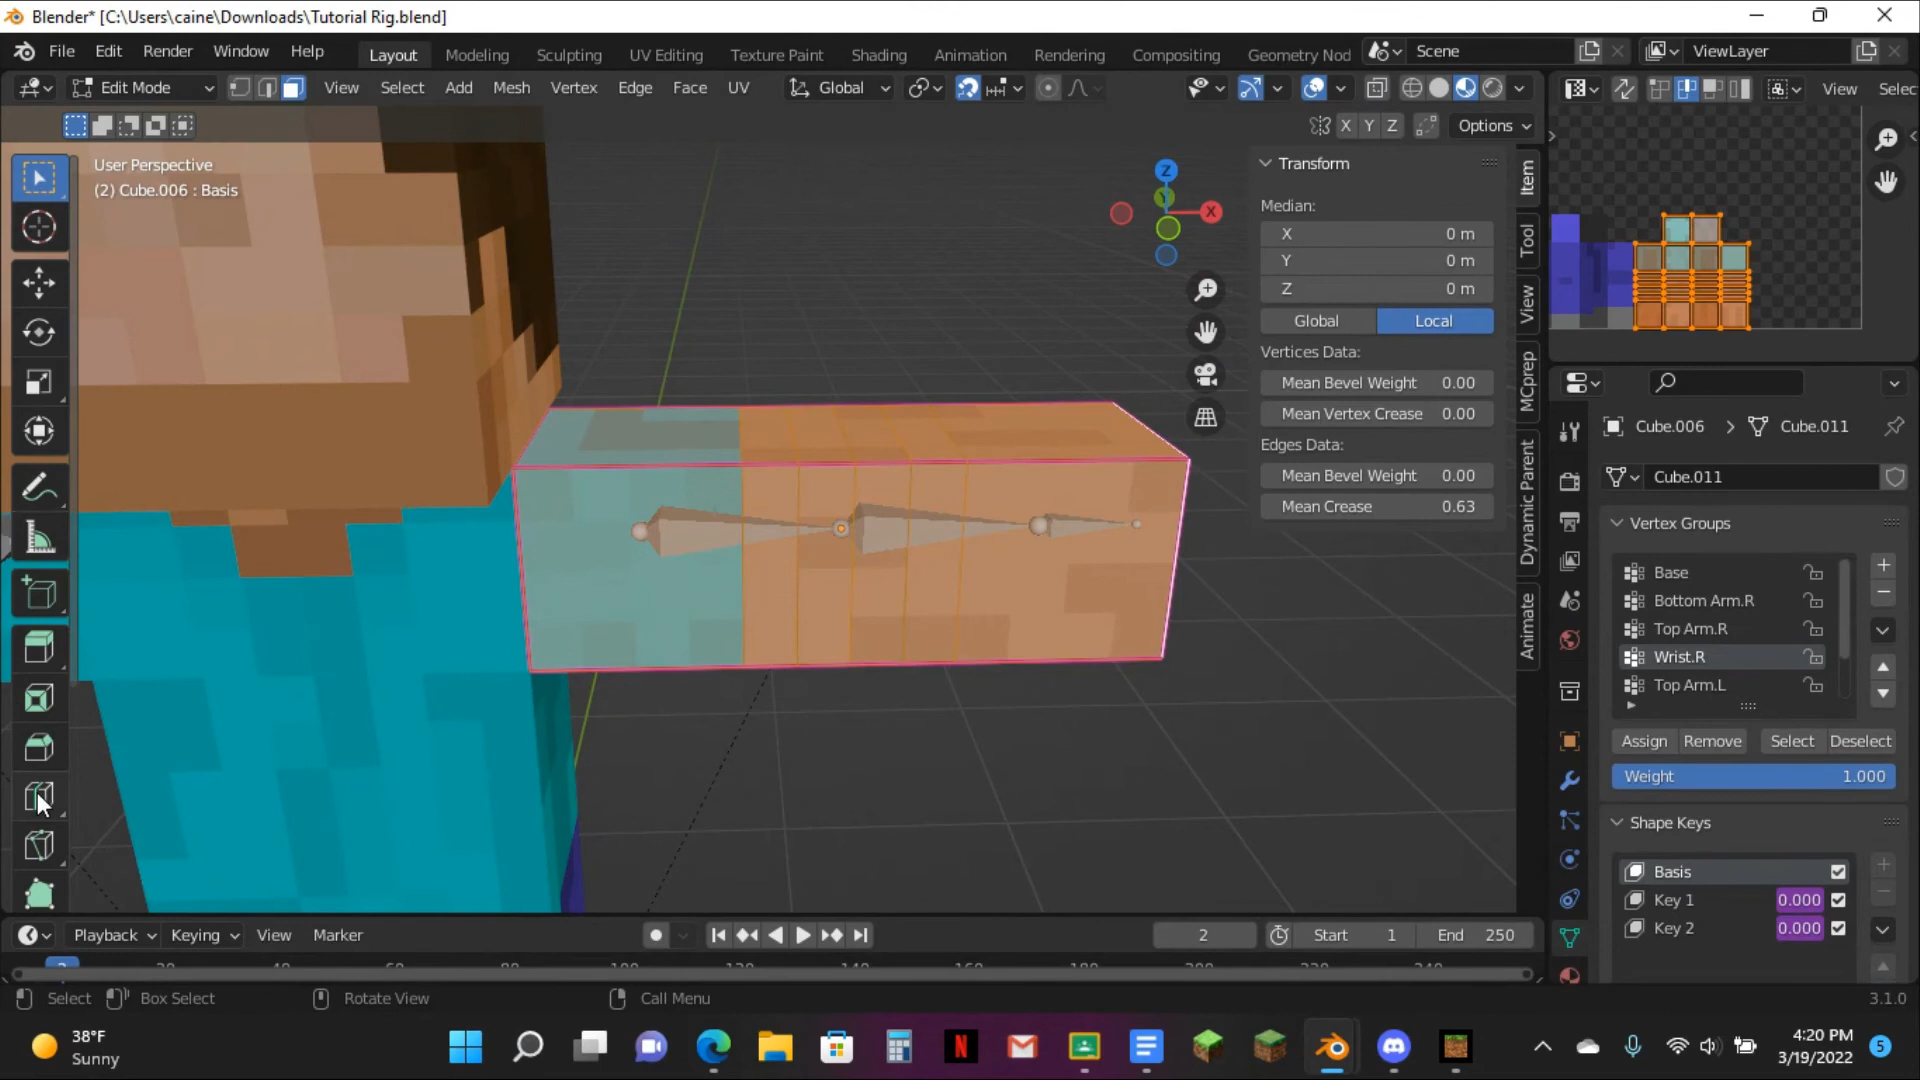 Blender* [C:\Users\caine\Downloads\Tutorial Rig.blend]
File Edit Render Window Help Layout Modeling Sculpting UV Editing Texture Paint Shading Animation Rendering Compositing Geometry Nod Scene ViewLayer
Edit Mode View Select Add Mesh Vertex Edge Face UV Global View Selec
X Y Z Options
User Perspective
(2) Cube.006 : Basis
Z
Y
X
Transform
Median:
X 0 m
Y 0 m
Z 0 m
Global Local
Vertices Data:
Mean Bevel Weight 0.00
Mean Vertex Crease 0.00
Edges Data:
Mean Bevel Weight 0.00
Mean Crease 0.63
Item
Tool
View
MCprep
Dynamic Parent
Animate
Cube.006 Cube.011
Cube.011
Vertex Groups
Base
Bottom Arm.R
Top Arm.R
Wrist.R
Top Arm.L
Assign Remove Select Deselect
Weight 1.000
Shape Keys
Basis
Key 1 0.000
Key 2 0.000
Playback Keying View Marker 2 Start 1 End 250
Select Box Select Rotate View Call Menu 3.1.0
38°F
Sunny
4:20 PM
3/19/2022
5